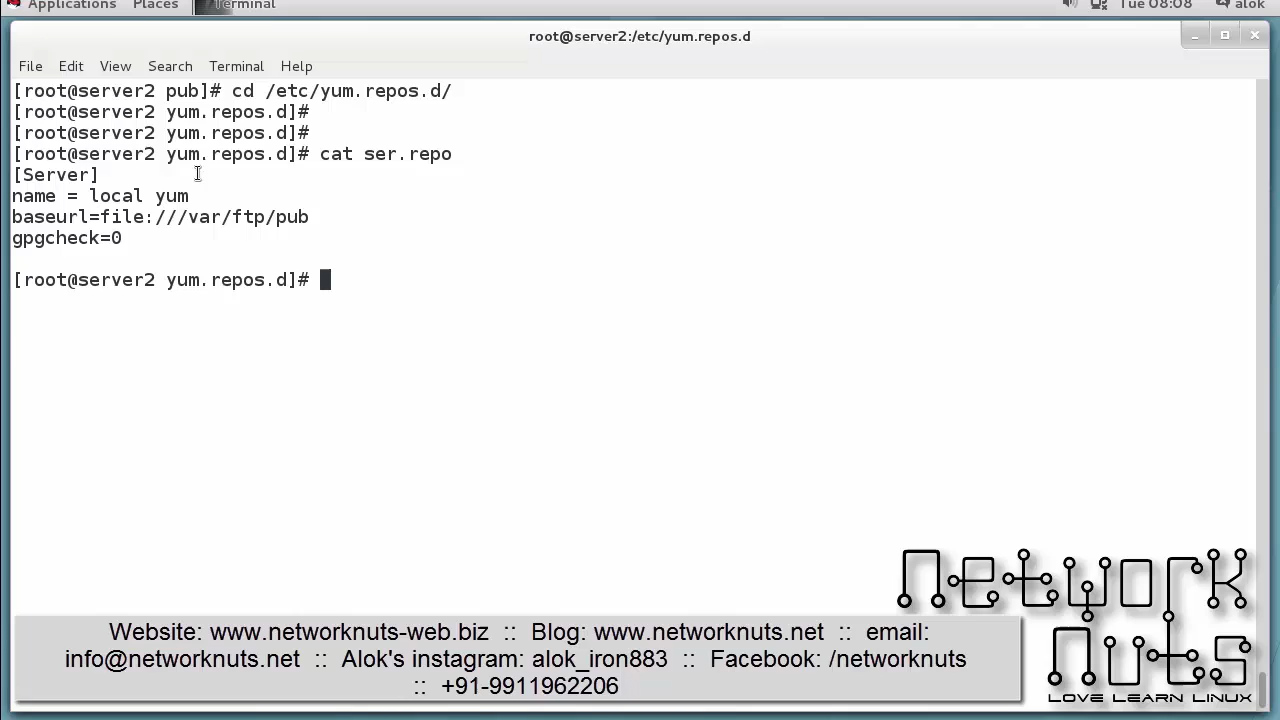 Applications Places Terminal Tue 08:08 alok
root@server2:/etc/yum.repos.d
File Edit View Search Terminal Help
[root@server2 pub]# cd /etc/yum.repos.d/
[root@server2 yum.repos.d]#
[root@server2 yum.repos.d]#
[root@server2 yum.repos.d]# cat ser.repo
[Server]
name = local yum
baseurl=file:///var/ftp/pub
gpgcheck=0
[root@server2 yum.repos.d]#
network
nuts
LOVE LEARN LINUX
Website: www.networknuts-web.biz :: Blog: www.networknuts.net :: email:
info@networknuts.net :: Alok's instagram: alok_iron883 :: Facebook: /networknuts
:: +91-9911962206